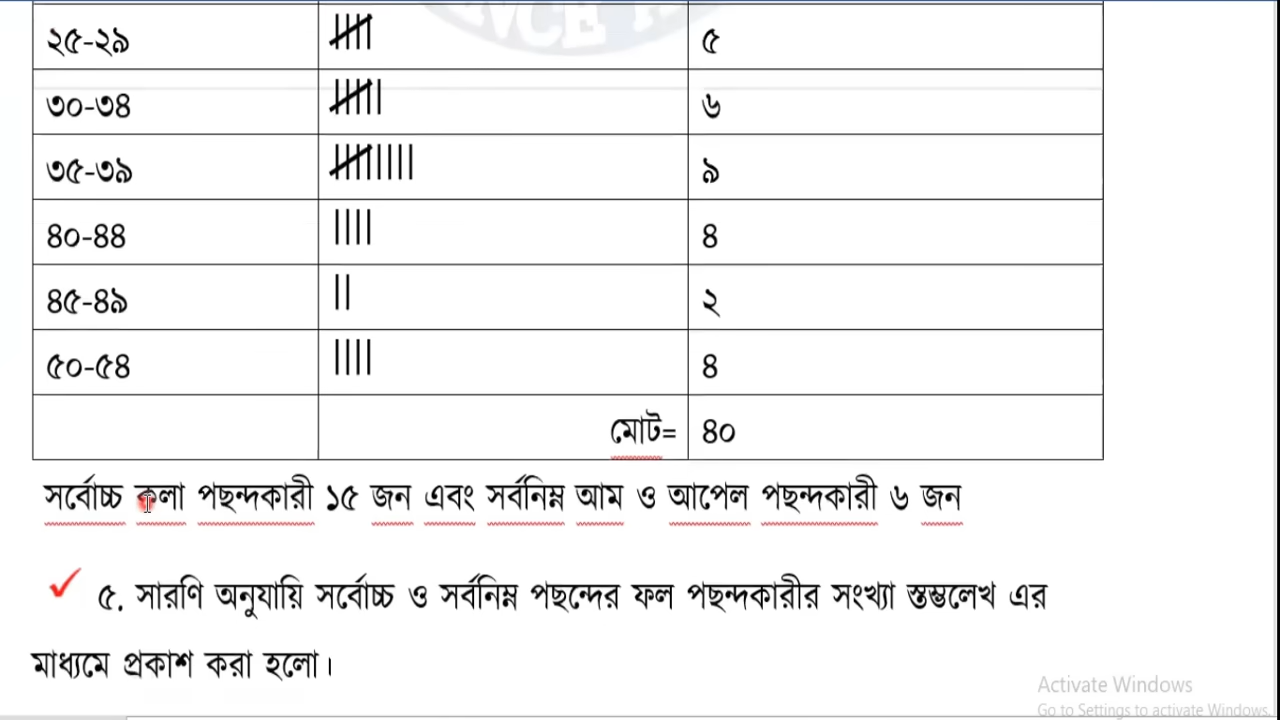 ২৫-২৯ ৫
৩০-৩৪ ৬
৩৫-৩৯ ৯
৪০-৪৪ ৪
৪৫-৪৯ ২
৫০-৫৪ ৪
মোট= ৪০
সর্বোচ্চ কলা পছন্দকারী ১৫ জন এবং সর্বনিম্ন আম ও আপেল পছন্দকারী ৬ জন
৫. সারণি অনুযায়ি সর্বোচ্চ ও সর্বনিম্ন পছন্দের ফল পছন্দকারীর সংখ্যা স্তম্ভলেখ এর
মাধ্যমে প্রকাশ করা হলো।
Activate Windows
Go to Settings to activate Windows.